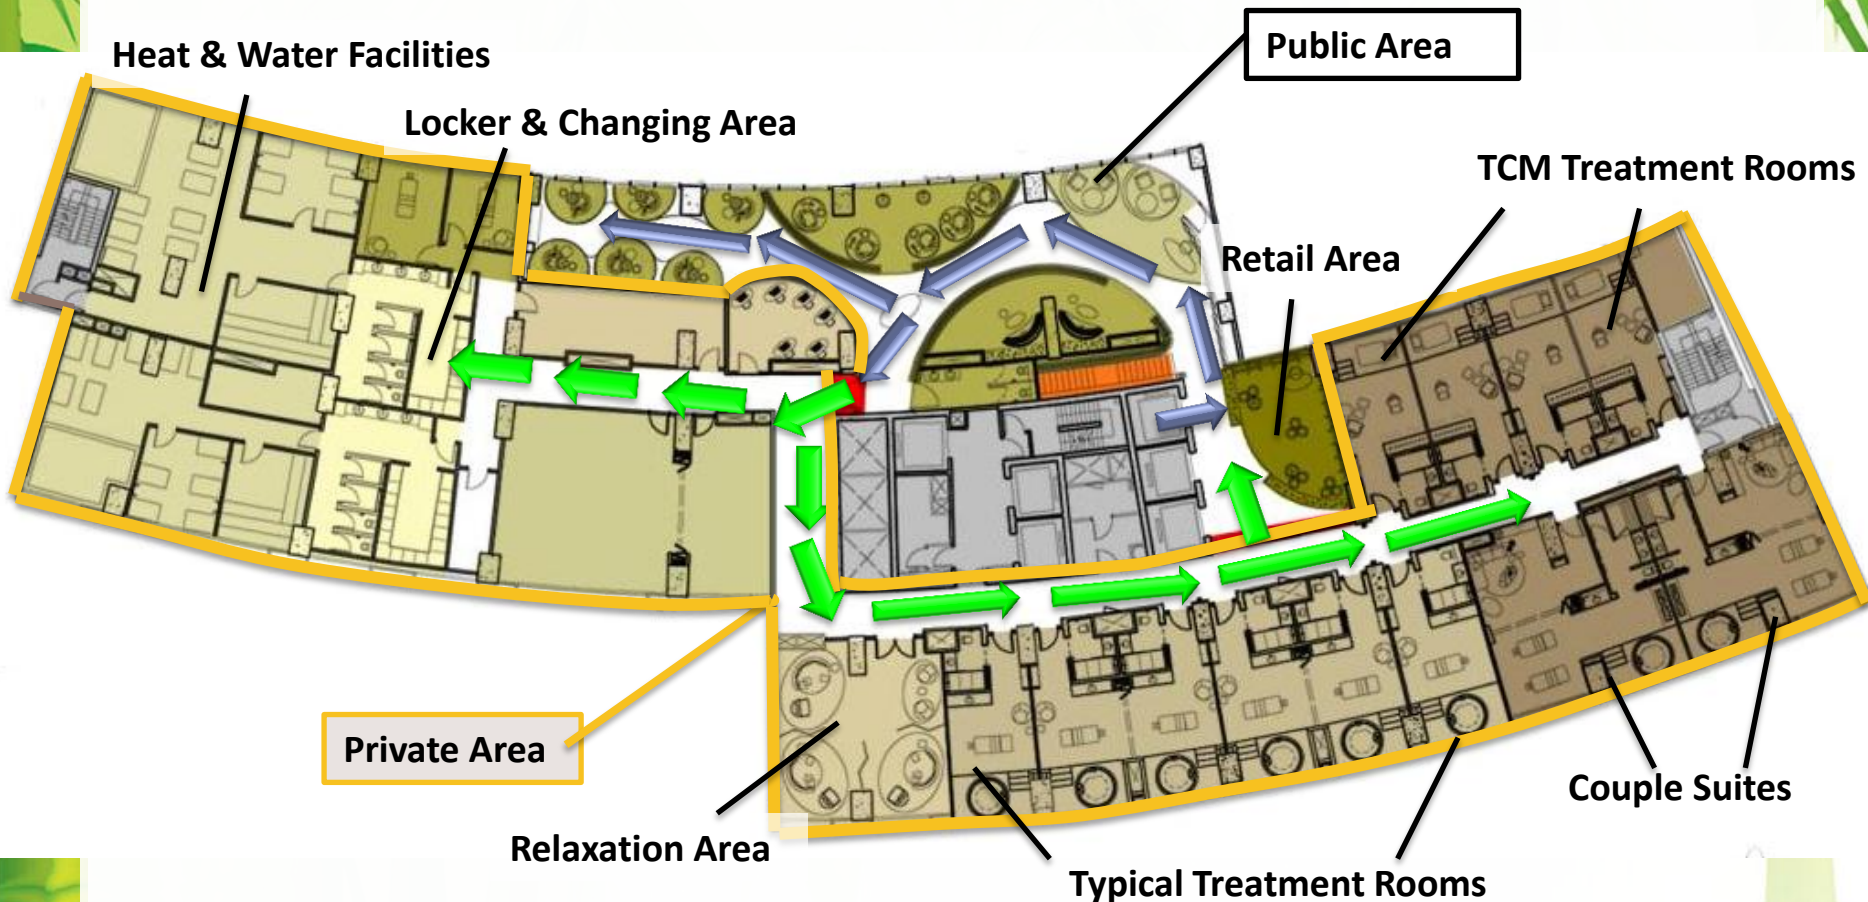 Public Area
Heat & Water Facilities
Locker & Changing Area
TCM Treatment Rooms
Retail Area
Private Area
Couple Suites
Relaxation Area
Typical Treatment Rooms